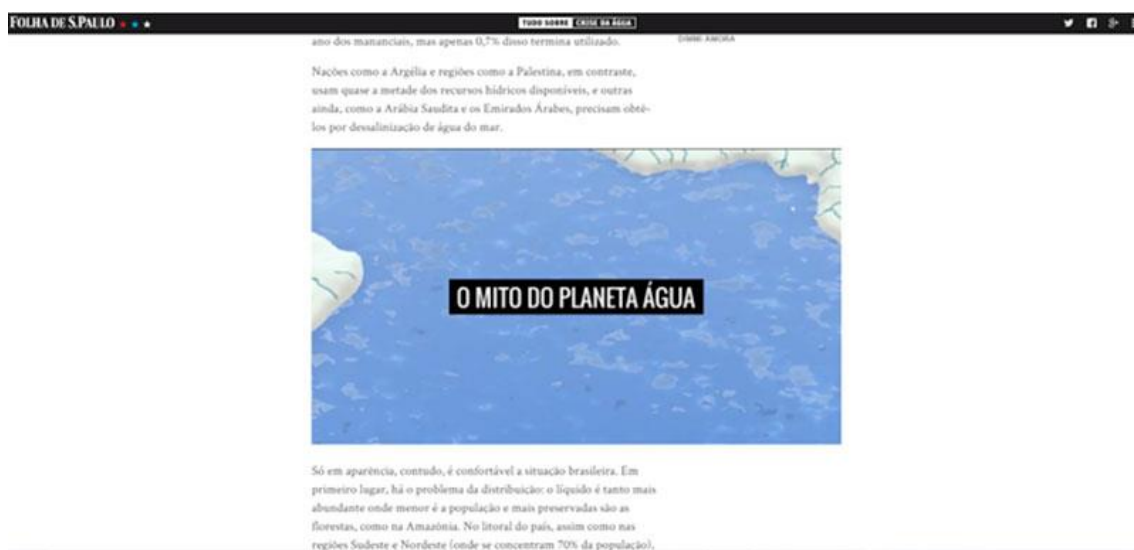 FOLHA DE S.PAULO
TUDO SOBRE CRISE DA ÁGUA
ano dos mananciais, mas apenas 0,7% disso termina utilizado.
DIMMI AMORA
Nações como a Argélia e regiões como a Palestina, em contraste,
usam quase a metade dos recursos hídricos disponíveis, e outras
ainda, como a Arábia Saudita e os Emirados Árabes, precisam obtê-
los por dessalinização de água do mar.
O MITO DO PLANETA ÁGUA
Só em aparência, contudo, é confortável a situação brasileira. Em
primeiro lugar, há o problema da distribuição: o líquido é tanto mais
abundante onde menor é a população e mais preservadas são as
florestas, como na Amazônia. No litoral do país, assim como nas
regiões Sudeste e Nordeste (onde se concentram 70% da população),